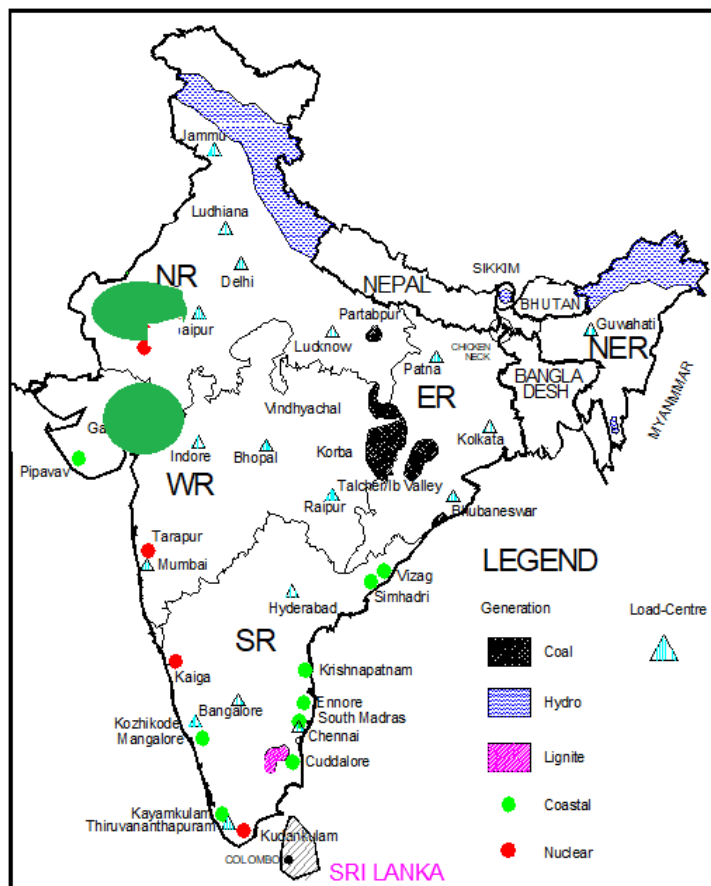 Jammu
Ludhiana
Delhi
NR
NEPAL
SIKKIM
BHUTAN
Partabpur
Lucknow
CHICKEN
NECK
Guwahati
NER
Patna
BANGLA
DESH
MYANMMAR
ER
Vindhyachal
Kolkata
Indore
Bhopal
Korba
Pipavav
WR
Talcher/Ib Valley
Raipur
Bhubaneswar
Tarapur
Mumbai
Vizag
Simhadri
Hyderabad
SR
Krishnapatnam
Kaiga
Ennore
Bangalore
South Madras
Kozhikode
Chennai
Mangalore
Cuddalore
Kayamkulam
Thiruvananthapuram
Kudankulam
COLOMBO
SRI LANKA
LEGEND
Generation
Load-Centre
Coal
Hydro
Lignite
Coastal
Nuclear